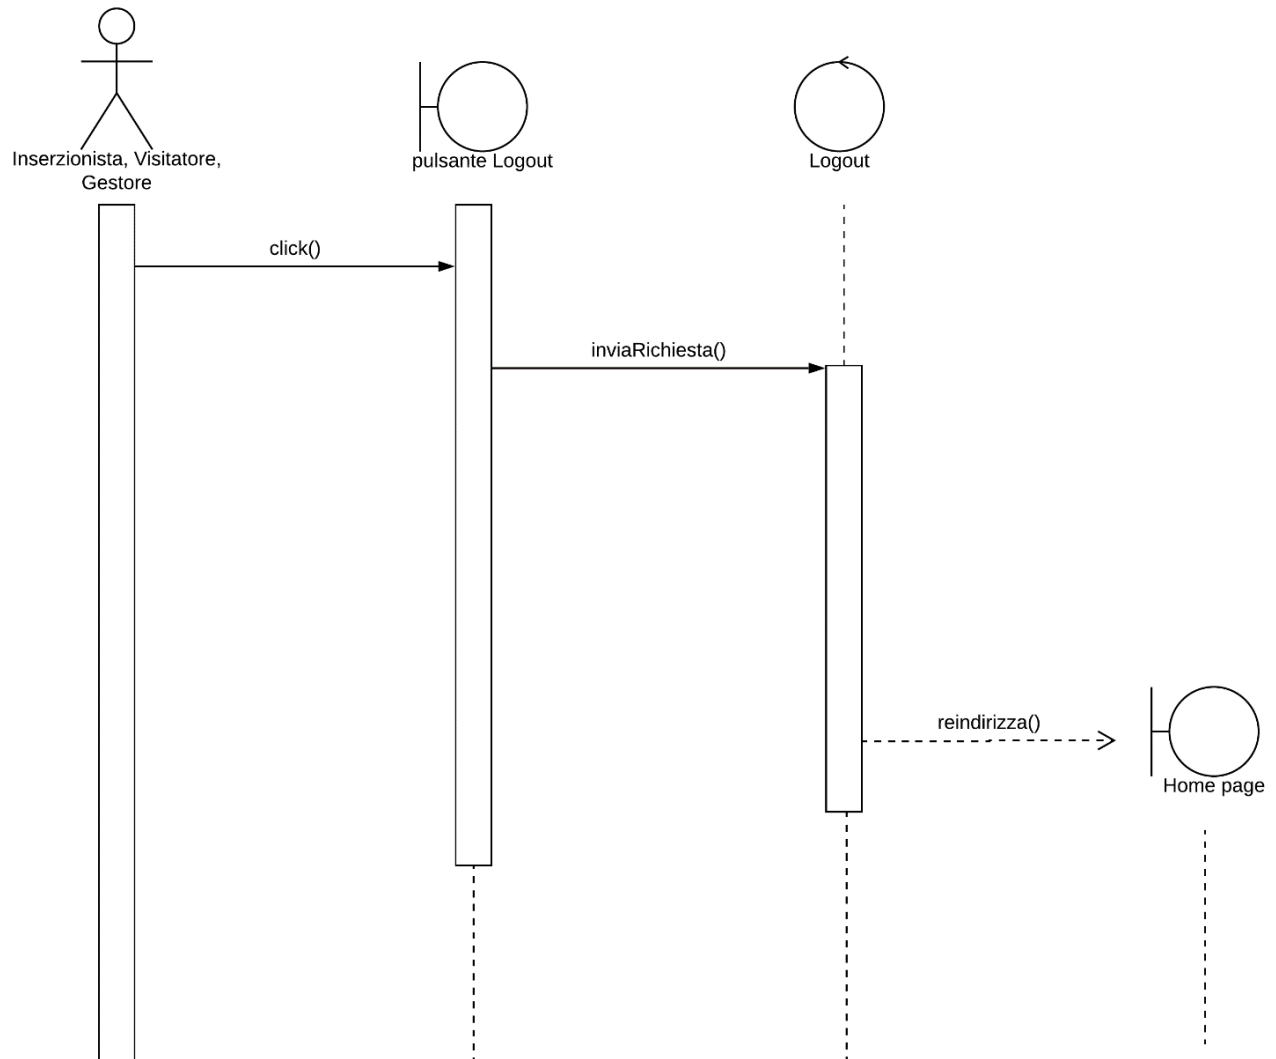 Inserzionista, Visitatore,
Gestore
pulsante Logout
Logout
click()
inviaRichiesta()
reindirizza()
Home page